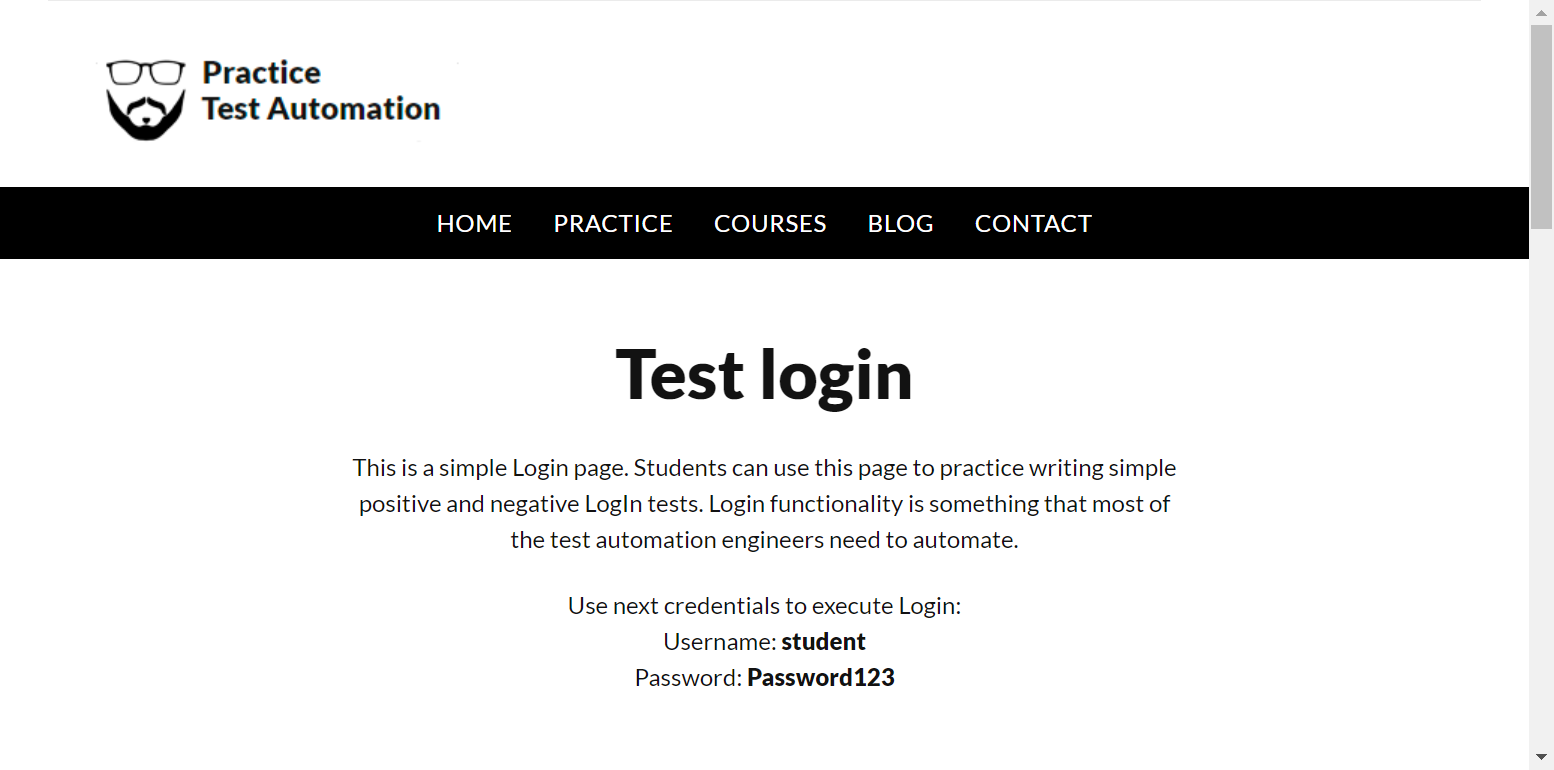 Practice
Test Automation
HOME PRACTICE COURSES BLOG CONTACT
Test login
This is a simple Login page. Students can use this page to practice writing simple
positive and negative LogIn tests. Login functionality is something that most of
the test automation engineers need to automate.
Use next credentials to execute Login:
Username: student
Password: Password123